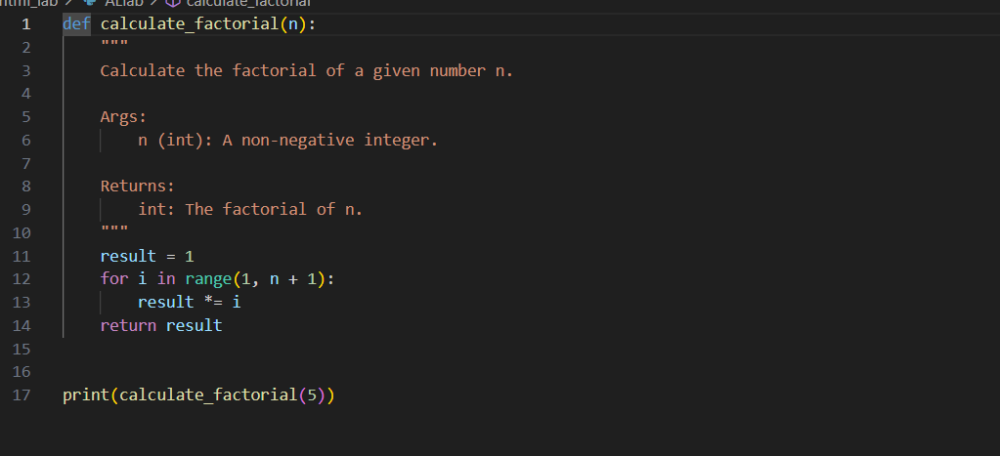 ALlab > calculate_factorial
1 def calculate_factorial(n):
2     """
3     Calculate the factorial of a given number n.
4
5     Args:
6         n (int): A non-negative integer.
7
8     Returns:
9         int: The factorial of n.
10     """
11     result = 1
12     for i in range(1, n + 1):
13         result *= i
14     return result
15
16
17 print(calculate_factorial(5))